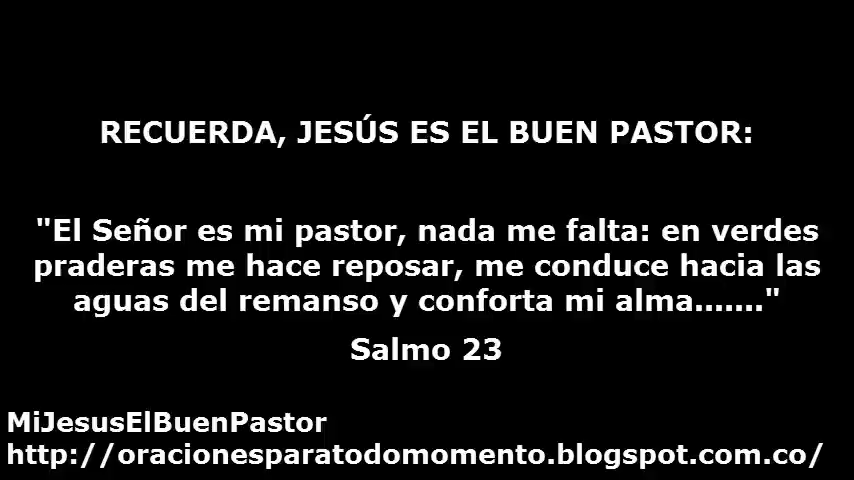 RECUERDA, JESÚS ES EL BUEN PASTOR:
"El Señor es mi pastor, nada me falta: en verdes
praderas me hace reposar, me conduce hacia las
aguas del remanso y conforta mi alma......."
Salmo 23
MiJesusElBuenPastor
http://oracionesparatodomomento.blogspot.com.co/